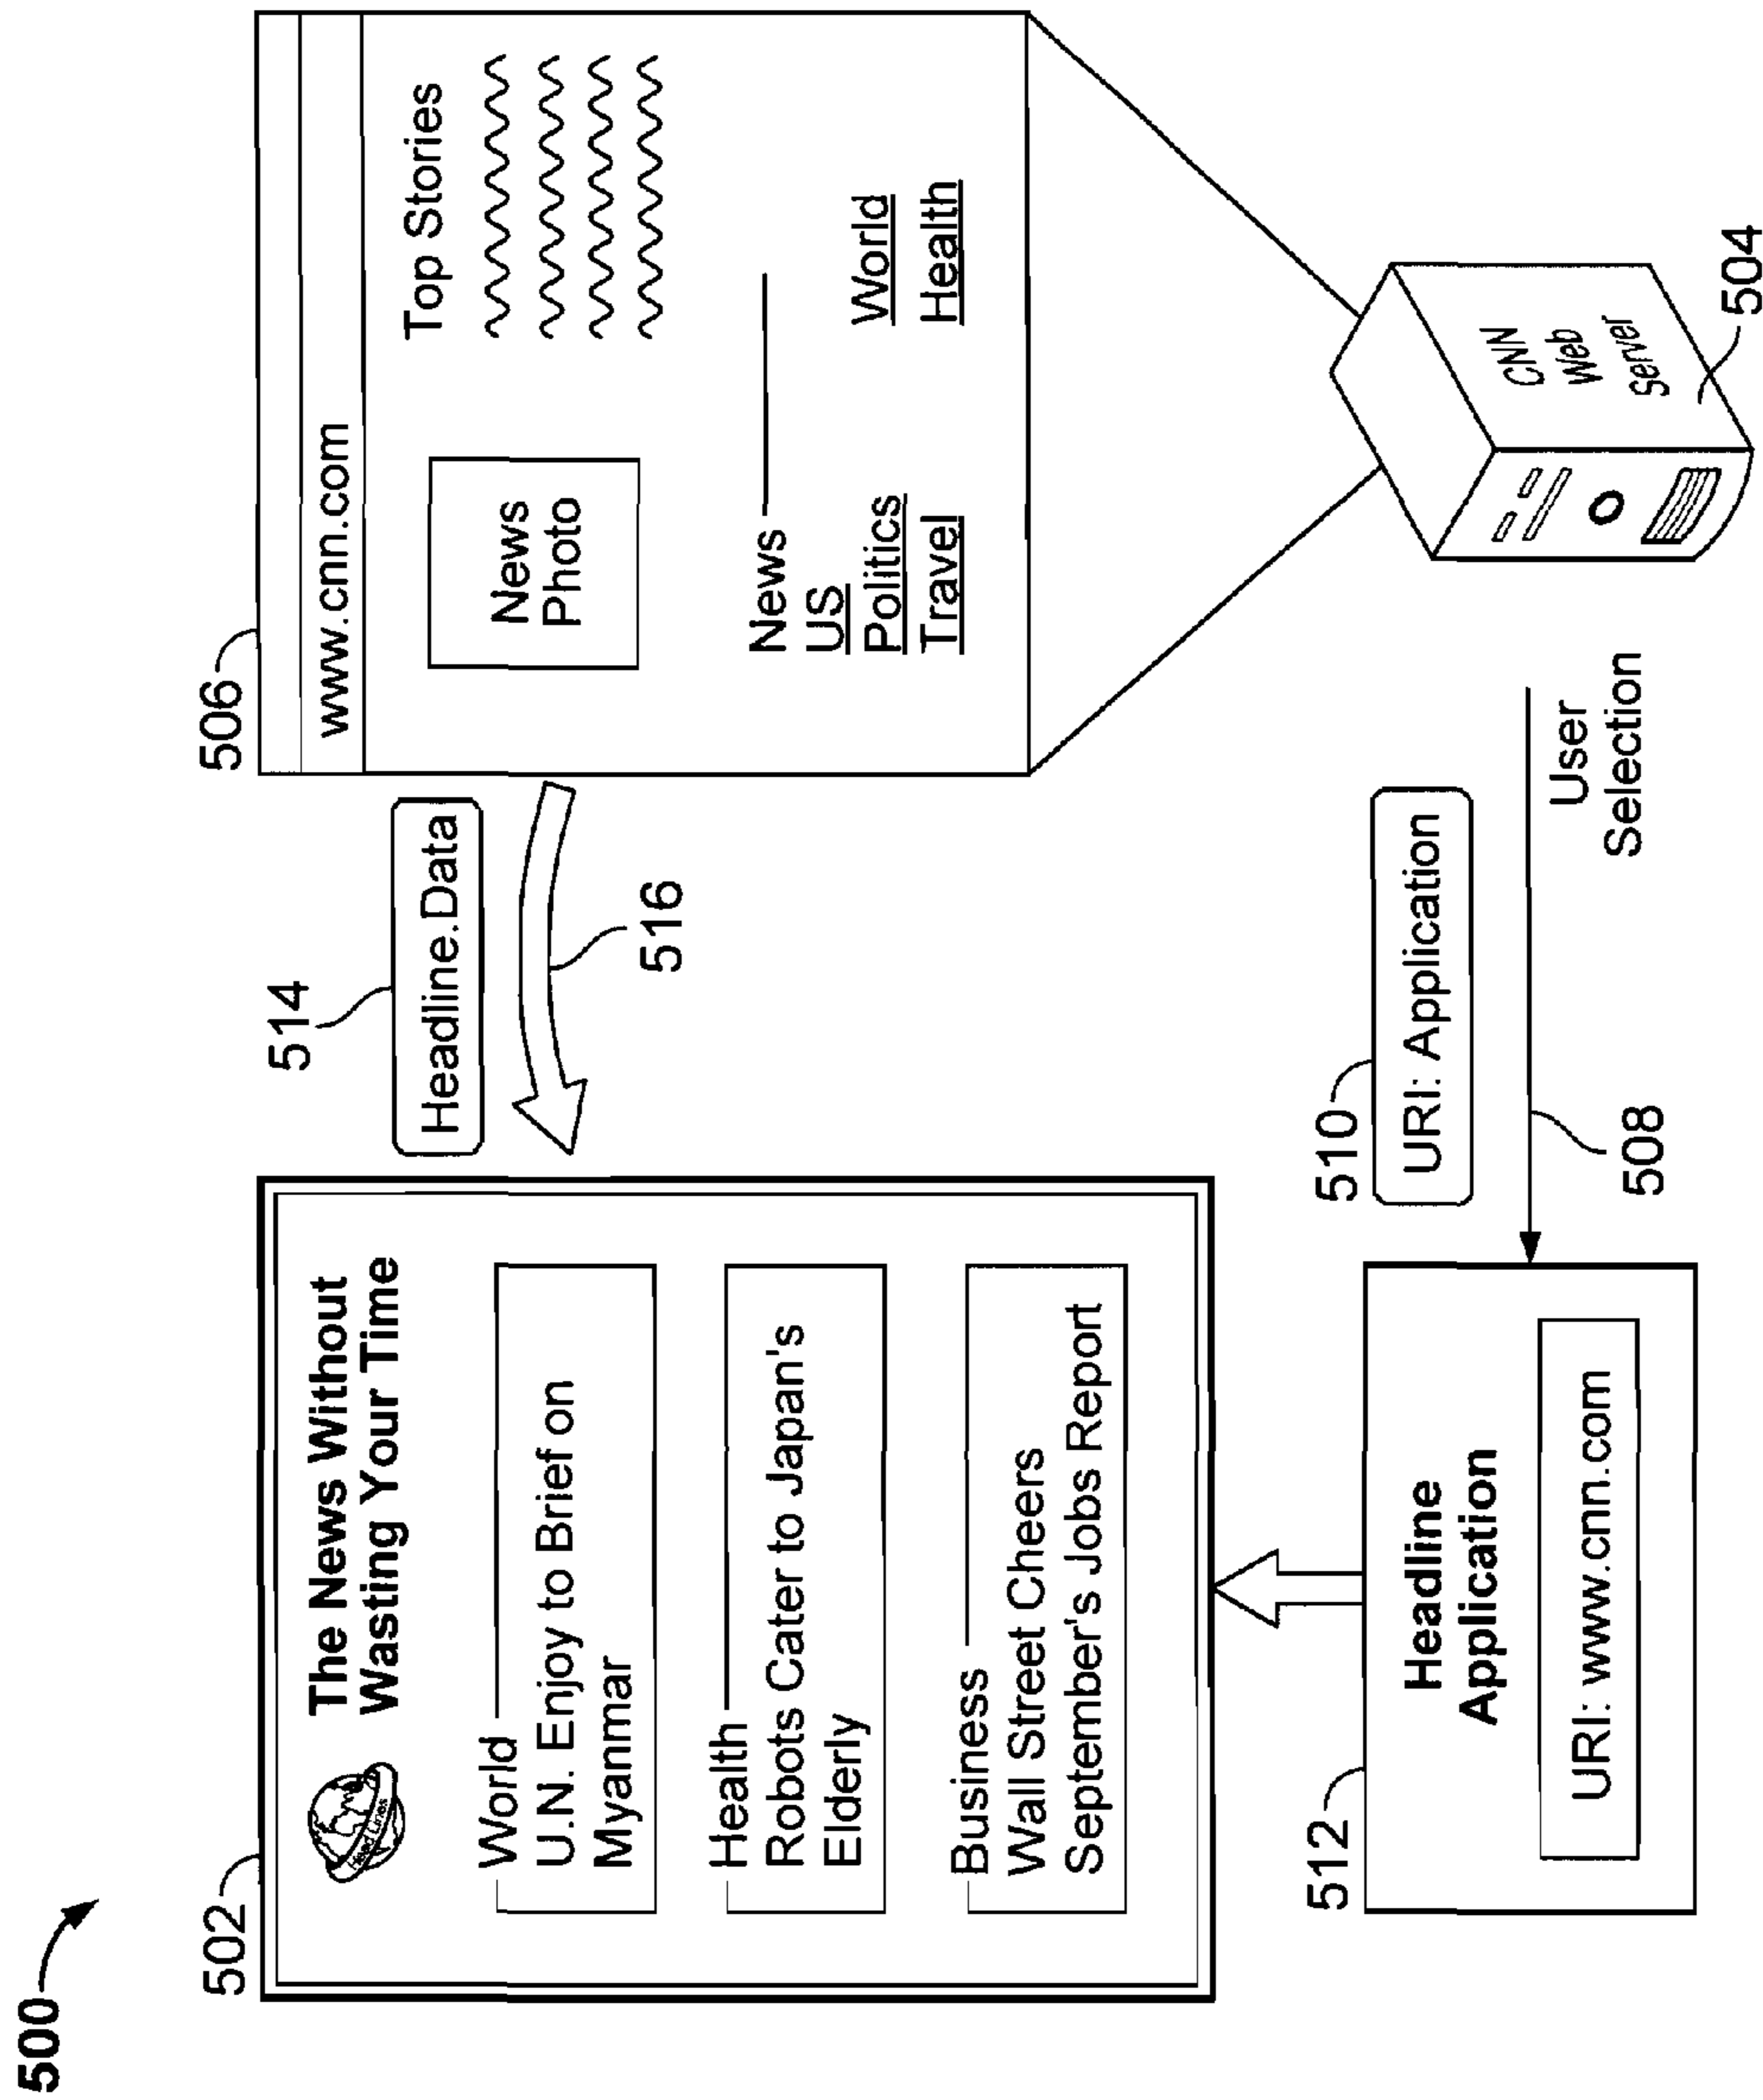 500
502
Head Lines
The News Without
Wasting Your Time
World
U.N. Enjoy to Brief on
Myanmar
Health
Robots Cater to Japan's
Elderly
Business
Wall Street Cheers
September's Jobs Report
514
Headline.Data
516
506
www.cnn.com
News
Photo
Top Stories
News
US
Politics
Travel
World
Health
512
Headline
Application
URI: www.cnn.com
510
URI: Application
508
User
Selection
CNN
Web
server
504